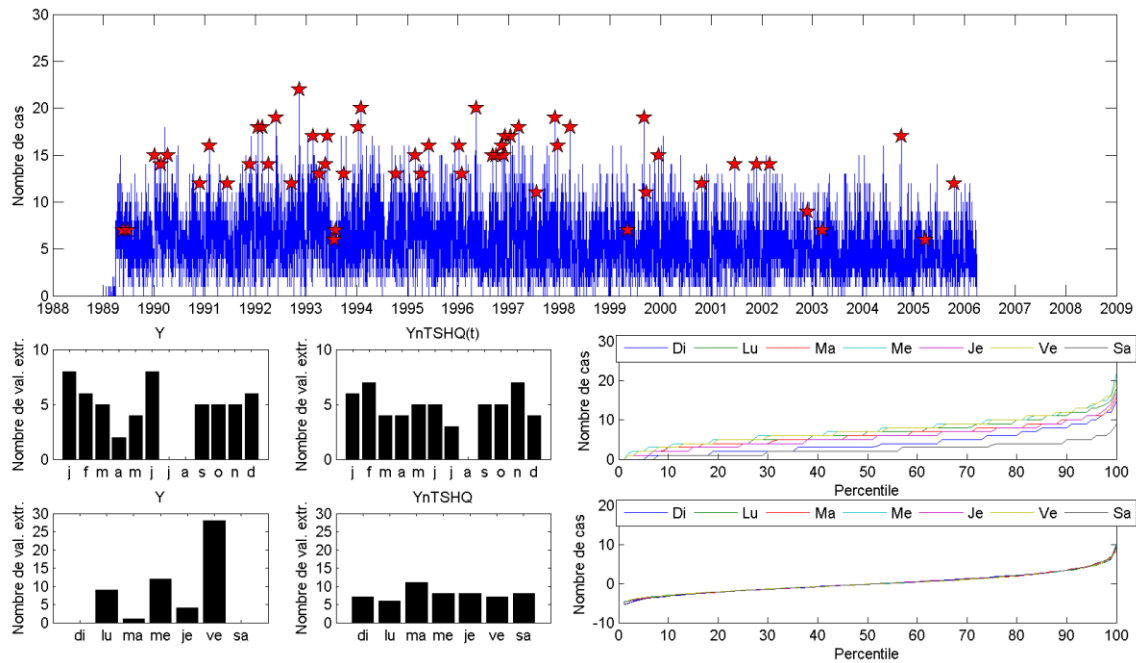 30
25
20
15
10
5
0
Nombre de cas
1988 1989 1990 1991 1992 1993 1994 1995 1996 1997 1998 1999 2000 2001 2002 2003 2004 2005 2006 2007 2008 2009
Y
10
5
0
Nombre de val. extr.
j f m a m j j a s o n d
YnTSHQ(t)
10
5
0
Nombre de val. extr.
j f m a m j j a s o n d
30
20
10
0
Nombre de cas
Di Lu Ma Me Je Ve Sa
0 10 20 30 40 50 60 70 80 90 100
Percentile
Y
30
25
20
15
10
5
0
Nombre de val. extr.
di lu ma me je ve sa
YnTSHQ
30
25
20
15
10
5
0
Nombre de val. extr.
di lu ma me je ve sa
20
10
0
-10
Nombre de cas
Di Lu Ma Me Je Ve Sa
0 10 20 30 40 50 60 70 80 90 100
Percentile